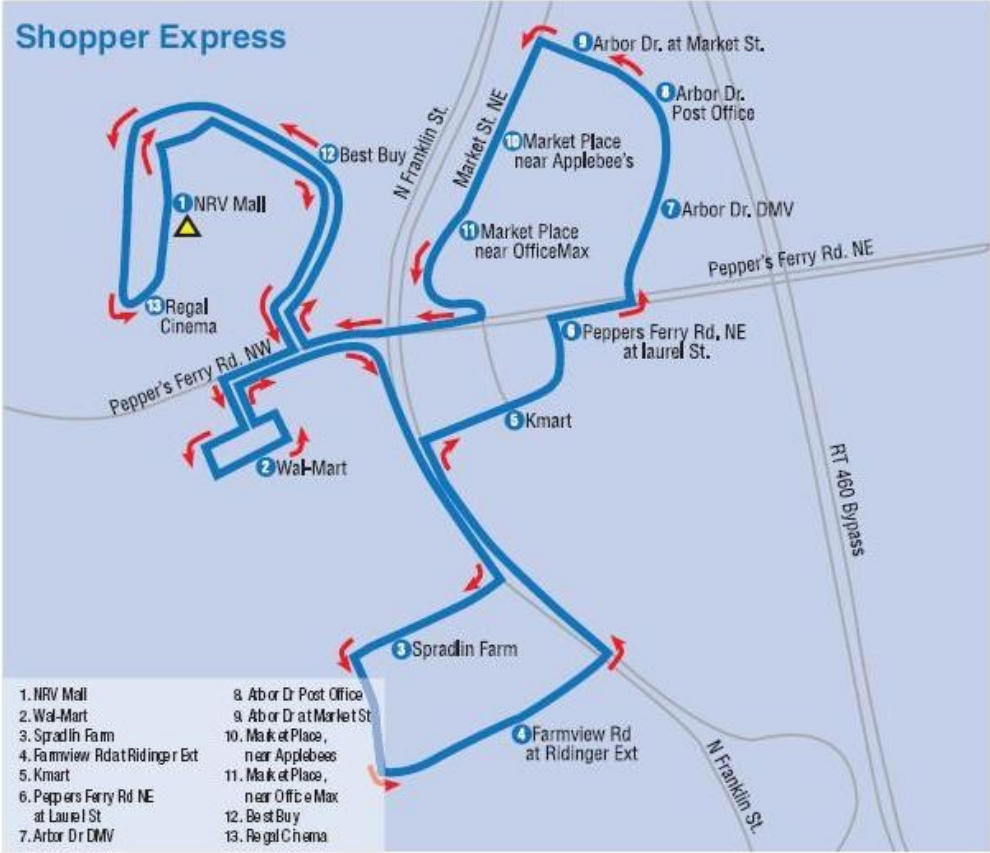 Shopper Express
9 Arbor Dr. at Market St.
8 Arbor Dr.
Post Office
N Franklin St.
Market St. NE
10 Market Place
near Applebee's
12 Best Buy
1 NRV Mall
7 Arbor Dr. DMV
11 Market Place
near OfficeMax
Pepper's Ferry Rd. NE
13 Regal
Cinema
6 Peppers Ferry Rd, NE
at laurel St.
Pepper's Ferry Rd. NW
5 Kmart
2 Wal-Mart
RT 460 Bypass
3 Spradlin Farm
4 Farmview Rd
at Ridinger Ext
N Franklin St.
1. NRV Mall
2. Wal-Mart
3. Spradlin Farm
4. Farmview Rd at Ridinger Ext
5. Kmart
6. Peppers Ferry Rd NE
at Laurel St
7. Arbor Dr DMV
8. Arbor Dr Post Office
9. Arbor Dr at Market St
10. Market Place,
near Applebees
11. Market Place,
near Office Max
12. Best Buy
13. Regal Cinema